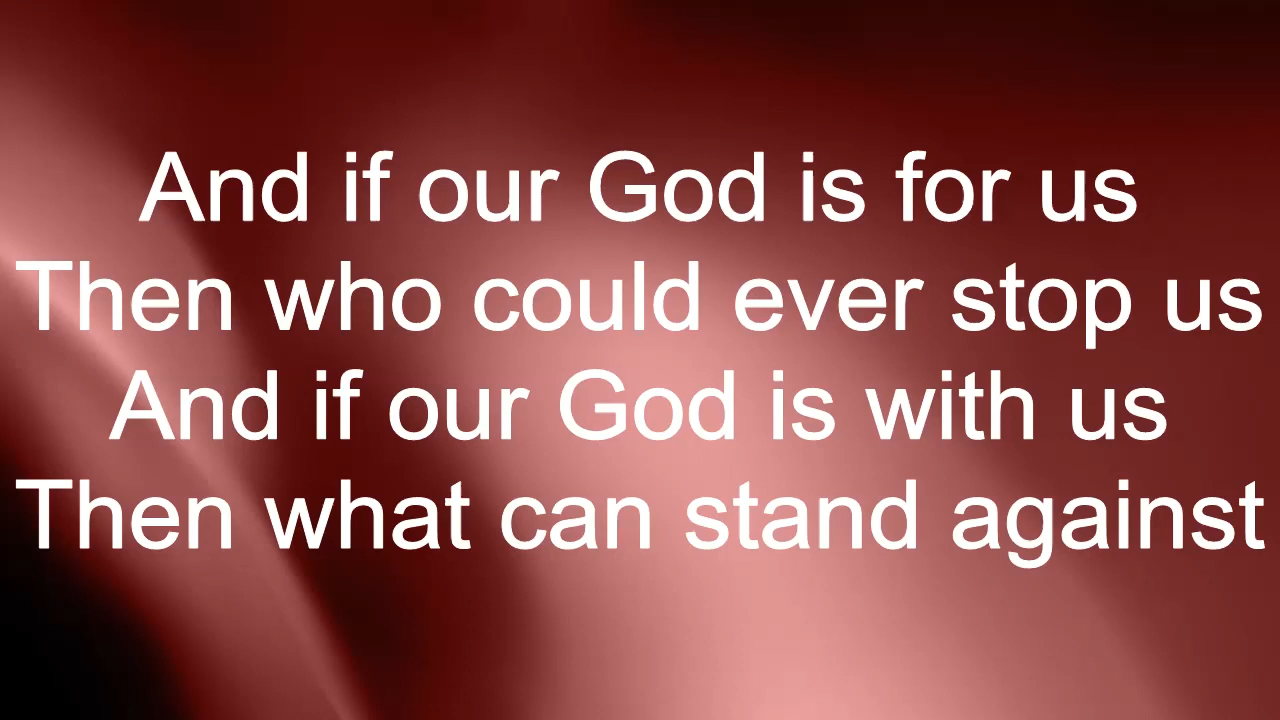 And if our God is for us
Then who could ever stop us
And if our God is with us
Then what can stand against